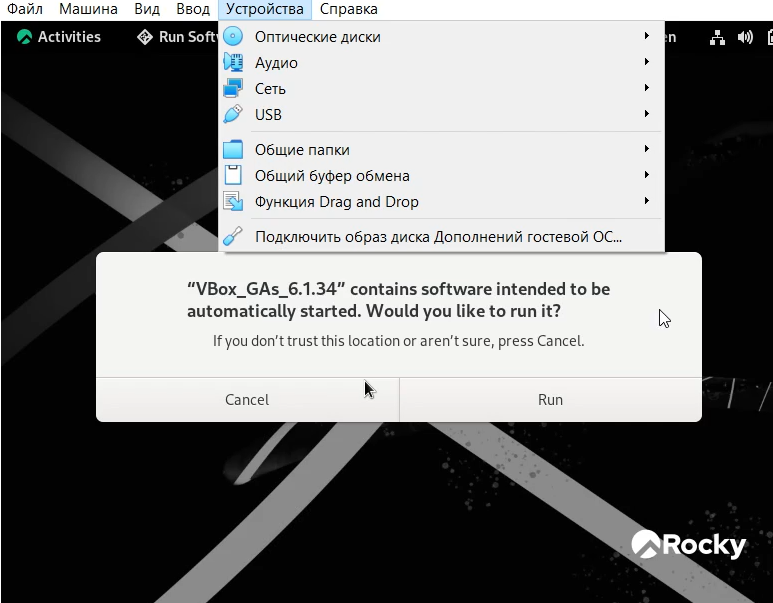 Файл Машина Вид Ввод Устройства Справка
Activities Run Softw en
Оптические диски
Аудио
Сеть
USB
Общие папки
Общий буфер обмена
Функция Drag and Drop
Подключить образ диска Дополнений гостевой ОС...
“VBox_GAs_6.1.34” contains software intended to be
automatically started. Would you like to run it?
If you don’t trust this location or aren’t sure, press Cancel.
Cancel Run
Rocky